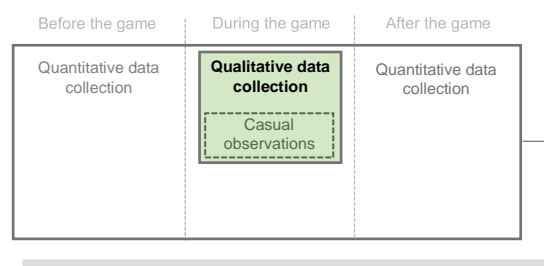 Before the game
During the game
After the game
Quantitative data
collection
Qualitative data
collection
Casual
observations
Quantitative data
collection